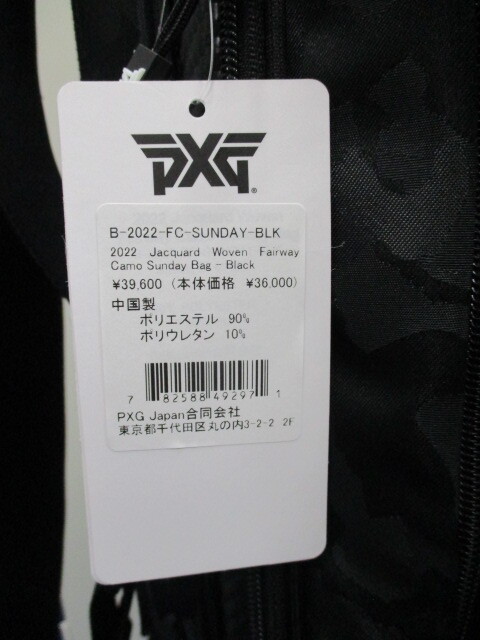 PXG®
B-2022-FC-SUNDAY-BLK
2022 Jacquard Woven Fairway
Camo Sunday Bag - Black
¥39,600 (本体価格 ¥36,000)
中国製
ポリエステル 90%
ポリウレタン 10%
7 82588 49297 1
PXG Japan合同会社
東京都千代田区丸の内3-2-2 2F